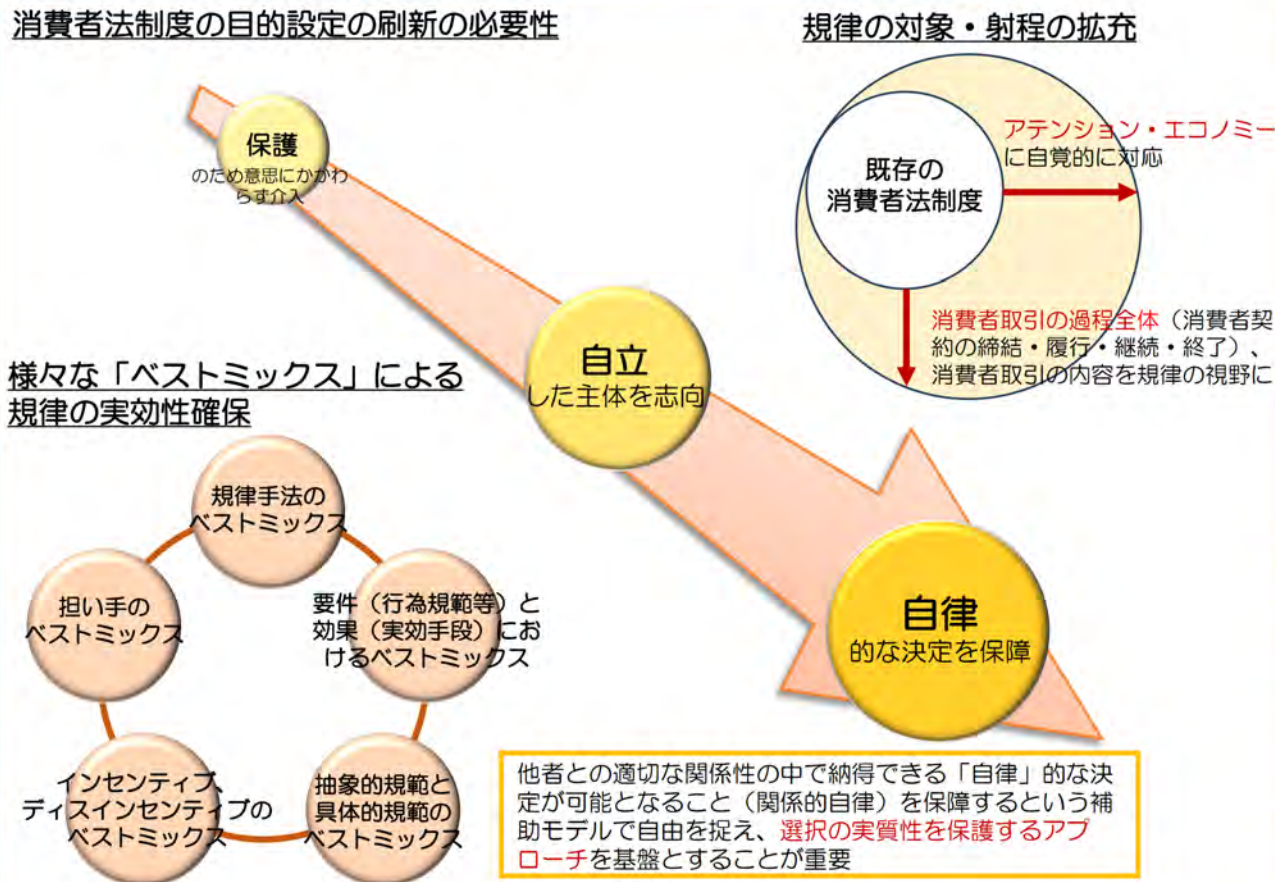 消費者法制度の目的設定の刷新の必要性
保護
のため意思にかかわ
らず介入
自立
した主体を志向
自律
的な決定を保障
他者との適切な関係性の中で納得できる「自律」的な決
定が可能となること（関係的自律）を保障するという補
助モデルで自由を捉え、選択の実質性を保護するアプ
ローチを基盤とすることが重要
規律の対象・射程の拡充
既存の
消費者法制度
アテンション・エコノミー
に自覚的に対応
消費者取引の過程全体（消費者契
約の締結・履行・継続・終了）、
消費者取引の内容を規律の視野に
様々な「ベストミックス」による
規律の実効性確保
規律手法の
ベストミックス
要件（行為規範等）と
効果（実効手段）にお
けるベストミックス
抽象的規範と
具体的規範の
ベストミックス
インセンティブ、
ディスインセンティブの
ベストミックス
担い手の
ベストミックス